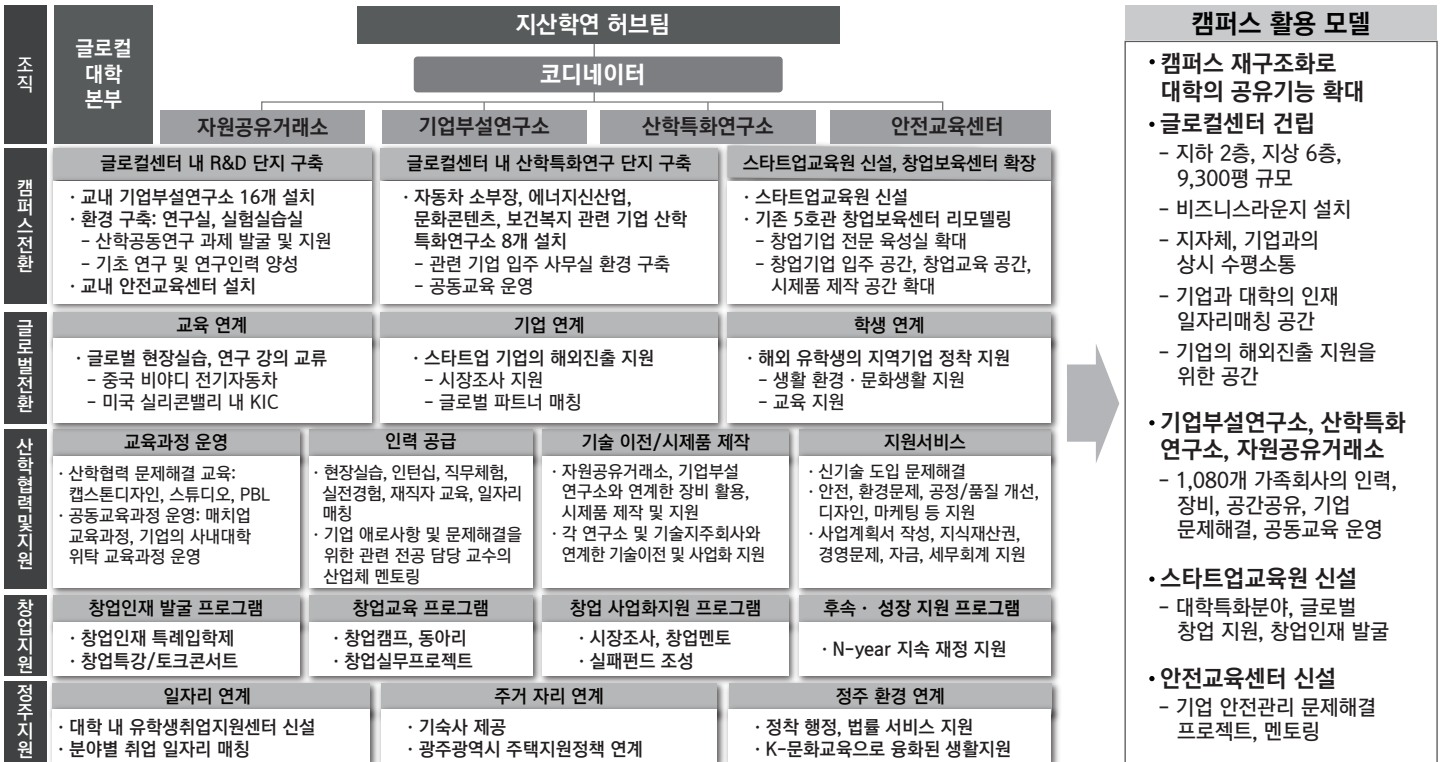 조직
글로컬
대학
본부
지산학연 허브팀
코디네이터
자원공유거래소
기업부설연구소
산학특화연구소
안전교육센터
캠퍼스전환
글로컬센터 내 R&D 단지 구축
· 교내 기업부설연구소 16개 설치
· 환경 구축: 연구실, 실험실습실
- 산학공동연구 과제 발굴 및 지원
- 기초 연구 및 연구인력 양성
· 교내 안전교육센터 설치
글로컬센터 내 산학특화연구 단지 구축
· 자동차 소부장, 에너지신산업,
문화콘텐츠, 보건복지 관련 기업 산학
특화연구소 8개 설치
- 관련 기업 입주 사무실 환경 구축
- 공동교육 운영
스타트업교육원 신설, 창업보육센터 확장
· 스타트업교육원 신설
· 기존 5호관 창업보육센터 리모델링
- 창업기업 전문 육성실 확대
- 창업기업 입주 공간, 창업교육 공간,
시제품 제작 공간 확대
글로벌전환
교육 연계
· 글로벌 현장실습, 연구 강의 교류
- 중국 비야디 전기자동차
- 미국 실리콘밸리 내 KIC
기업 연계
· 스타트업 기업의 해외진출 지원
- 시장조사 지원
- 글로벌 파트너 매칭
학생 연계
· 해외 유학생의 지역기업 정착 지원
- 생활 환경 · 문화생활 지원
- 교육 지원
산학협력및지원
교육과정 운영
· 산학협력 문제해결 교육:
캡스톤디자인, 스튜디오, PBL
· 공동교육과정 운영: 매치업
교육과정, 기업의 사내대학
위탁 교육과정 운영
인력 공급
· 현장실습, 인턴십, 직무체험,
실전경험, 재직자 교육, 일자리
매칭
· 기업 애로사항 및 문제해결을
위한 관련 전공 담당 교수의
산업체 멘토링
기술 이전/시제품 제작
· 자원공유거래소, 기업부설
연구소와 연계한 장비 활용,
시제품 제작 및 지원
· 각 연구소 및 기술지주회사와
연계한 기술이전 및 사업화 지원
지원서비스
· 신기술 도입 문제해결
· 안전, 환경문제, 공정/품질 개선,
디자인, 마케팅 등 지원
· 사업계획서 작성, 지식재산권,
경영문제, 자금, 세무회계 지원
창업지원
창업인재 발굴 프로그램
· 창업인재 특례입학제
· 창업특강/토크콘서트
창업교육 프로그램
· 창업캠프, 동아리
· 창업실무프로젝트
창업 사업화지원 프로그램
· 시장조사, 창업멘토
· 실패펀드 조성
후속 · 성장 지원 프로그램
· N-year 지속 재정 지원
정주지원
일자리 연계
· 대학 내 유학생취업지원센터 신설
· 분야별 취업 일자리 매칭
주거 자리 연계
· 기숙사 제공
· 광주광역시 주택지원정책 연계
정주 환경 연계
· 정착 행정, 법률 서비스 지원
· K-문화교육으로 융화된 생활지원
캠퍼스 활용 모델
• 캠퍼스 재구조화로
대학의 공유기능 확대
• 글로컬센터 건립
- 지하 2층, 지상 6층,
9,300평 규모
- 비즈니스라운지 설치
- 지자체, 기업과의
상시 수평소통
- 기업과 대학의 인재
일자리매칭 공간
- 기업의 해외진출 지원을
위한 공간
• 기업부설연구소, 산학특화
연구소, 자원공유거래소
- 1,080개 가족회사의 인력,
장비, 공간공유, 기업
문제해결, 공동교육 운영
• 스타트업교육원 신설
- 대학특화분야, 글로벌
창업 지원, 창업인재 발굴
• 안전교육센터 신설
- 기업 안전관리 문제해결
프로젝트, 멘토링